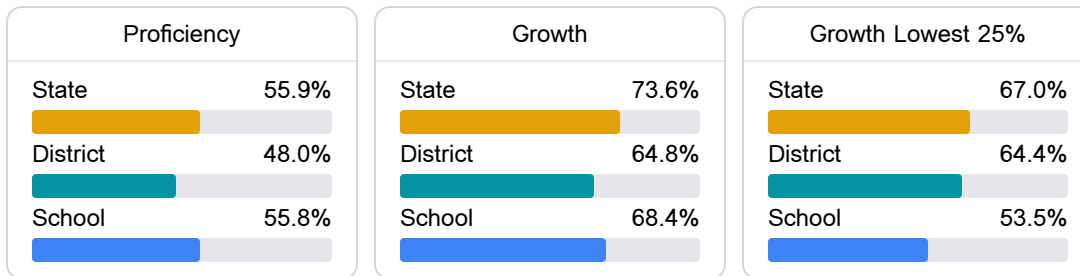 Proficiency
State 55.9%
District 48.0%
School 55.8%
Growth
State 73.6%
District 64.8%
School 68.4%
Growth Lowest 25%
State 67.0%
District 64.4%
School 53.5%